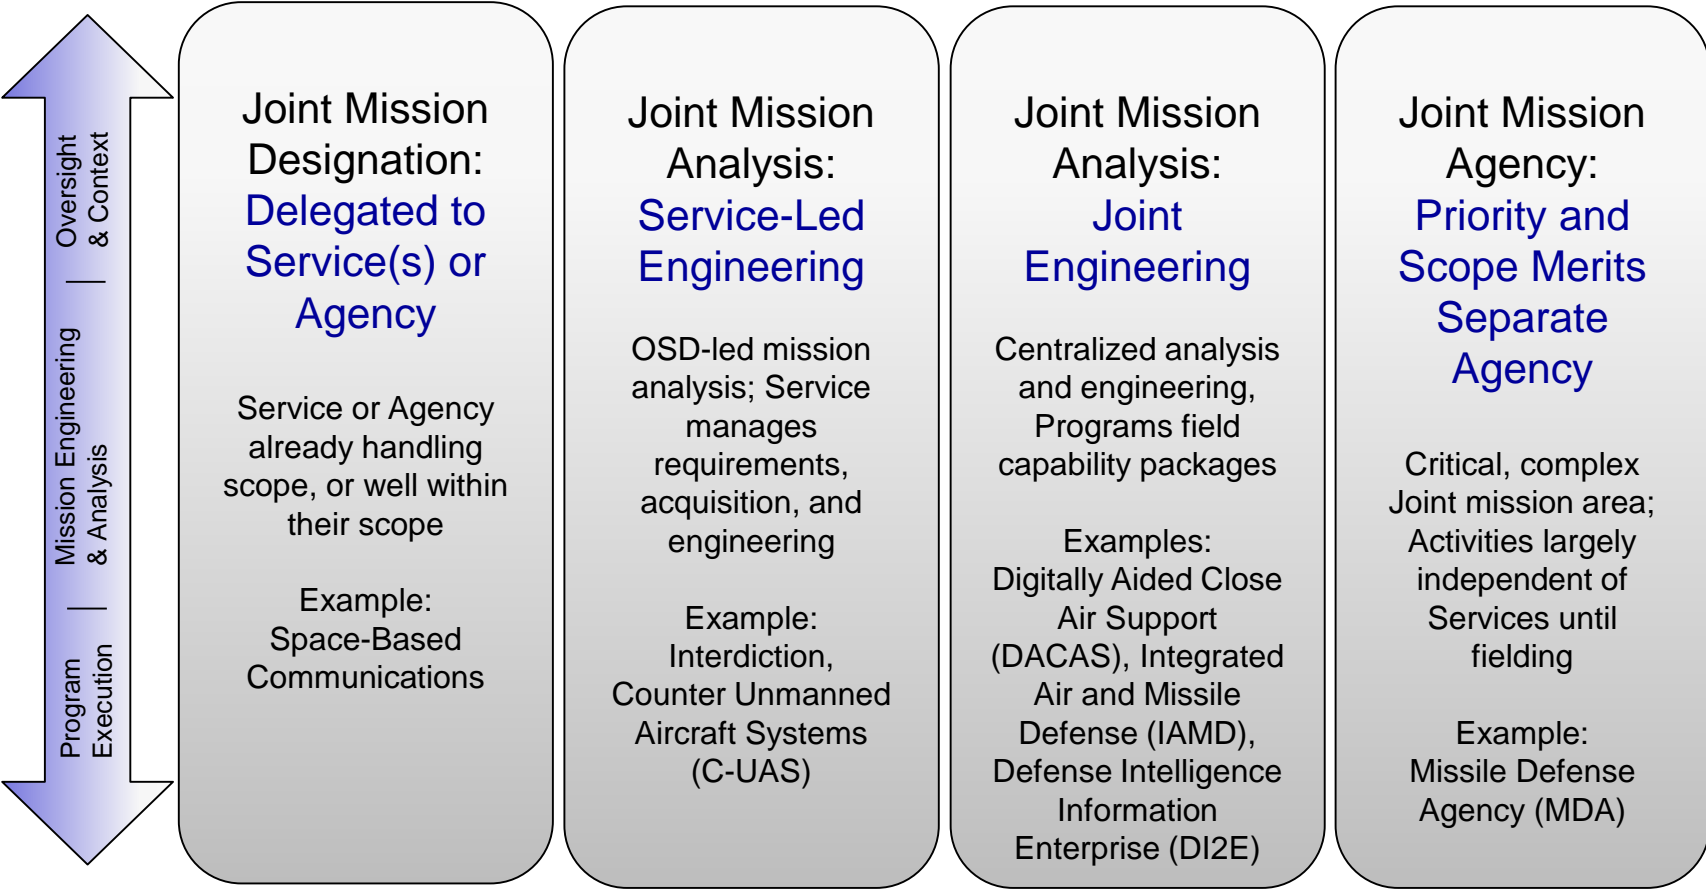 Oversight
& Context
Mission Engineering
& Analysis
Program
Execution
Joint Mission
Designation:
Delegated to
Service(s) or
Agency
Service or Agency
already handling
scope, or well within
their scope
Example:
Space-Based
Communications
Joint Mission
Analysis:
Service-Led
Engineering
OSD-led mission
analysis; Service
manages
requirements,
acquisition, and
engineering
Example:
Interdiction,
Counter Unmanned
Aircraft Systems
(C-UAS)
Joint Mission
Analysis:
Joint
Engineering
Centralized analysis
and engineering,
Programs field
capability packages
Examples:
Digitally Aided Close
Air Support
(DACAS), Integrated
Air and Missile
Defense (IAMD),
Defense Intelligence
Information
Enterprise (DI2E)
Joint Mission
Agency:
Priority and
Scope Merits
Separate
Agency
Critical, complex
Joint mission area;
Activities largely
independent of
Services until
fielding
Example:
Missile Defense
Agency (MDA)